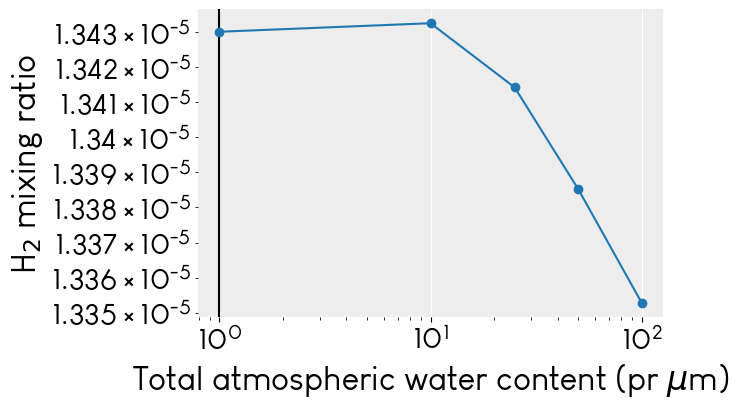 H₂ mixing ratio
1.343 × 10⁻⁵
1.342 × 10⁻⁵
1.341 × 10⁻⁵
1.34 × 10⁻⁵
1.339 × 10⁻⁵
1.338 × 10⁻⁵
1.337 × 10⁻⁵
1.336 × 10⁻⁵
1.335 × 10⁻⁵
10⁰ 10¹ 10²
Total atmospheric water content (pr μm)